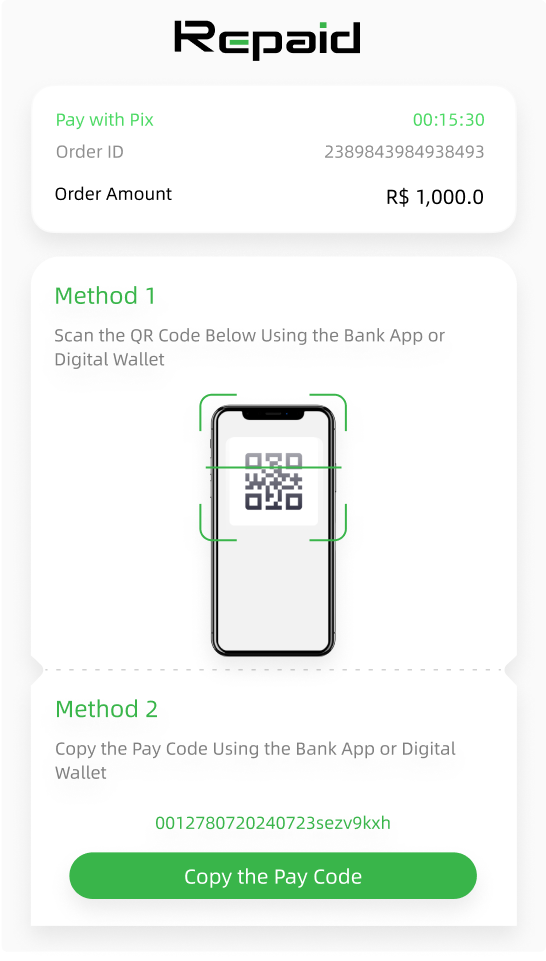 Repaid
Pay with Pix 00:15:30
Order ID 2389843984938493
Order Amount R$ 1,000.0
Method 1
Scan the QR Code Below Using the Bank App or
Digital Wallet
Method 2
Copy the Pay Code Using the Bank App or Digital
Wallet
0012780720240723sezv9kxh
Copy the Pay Code